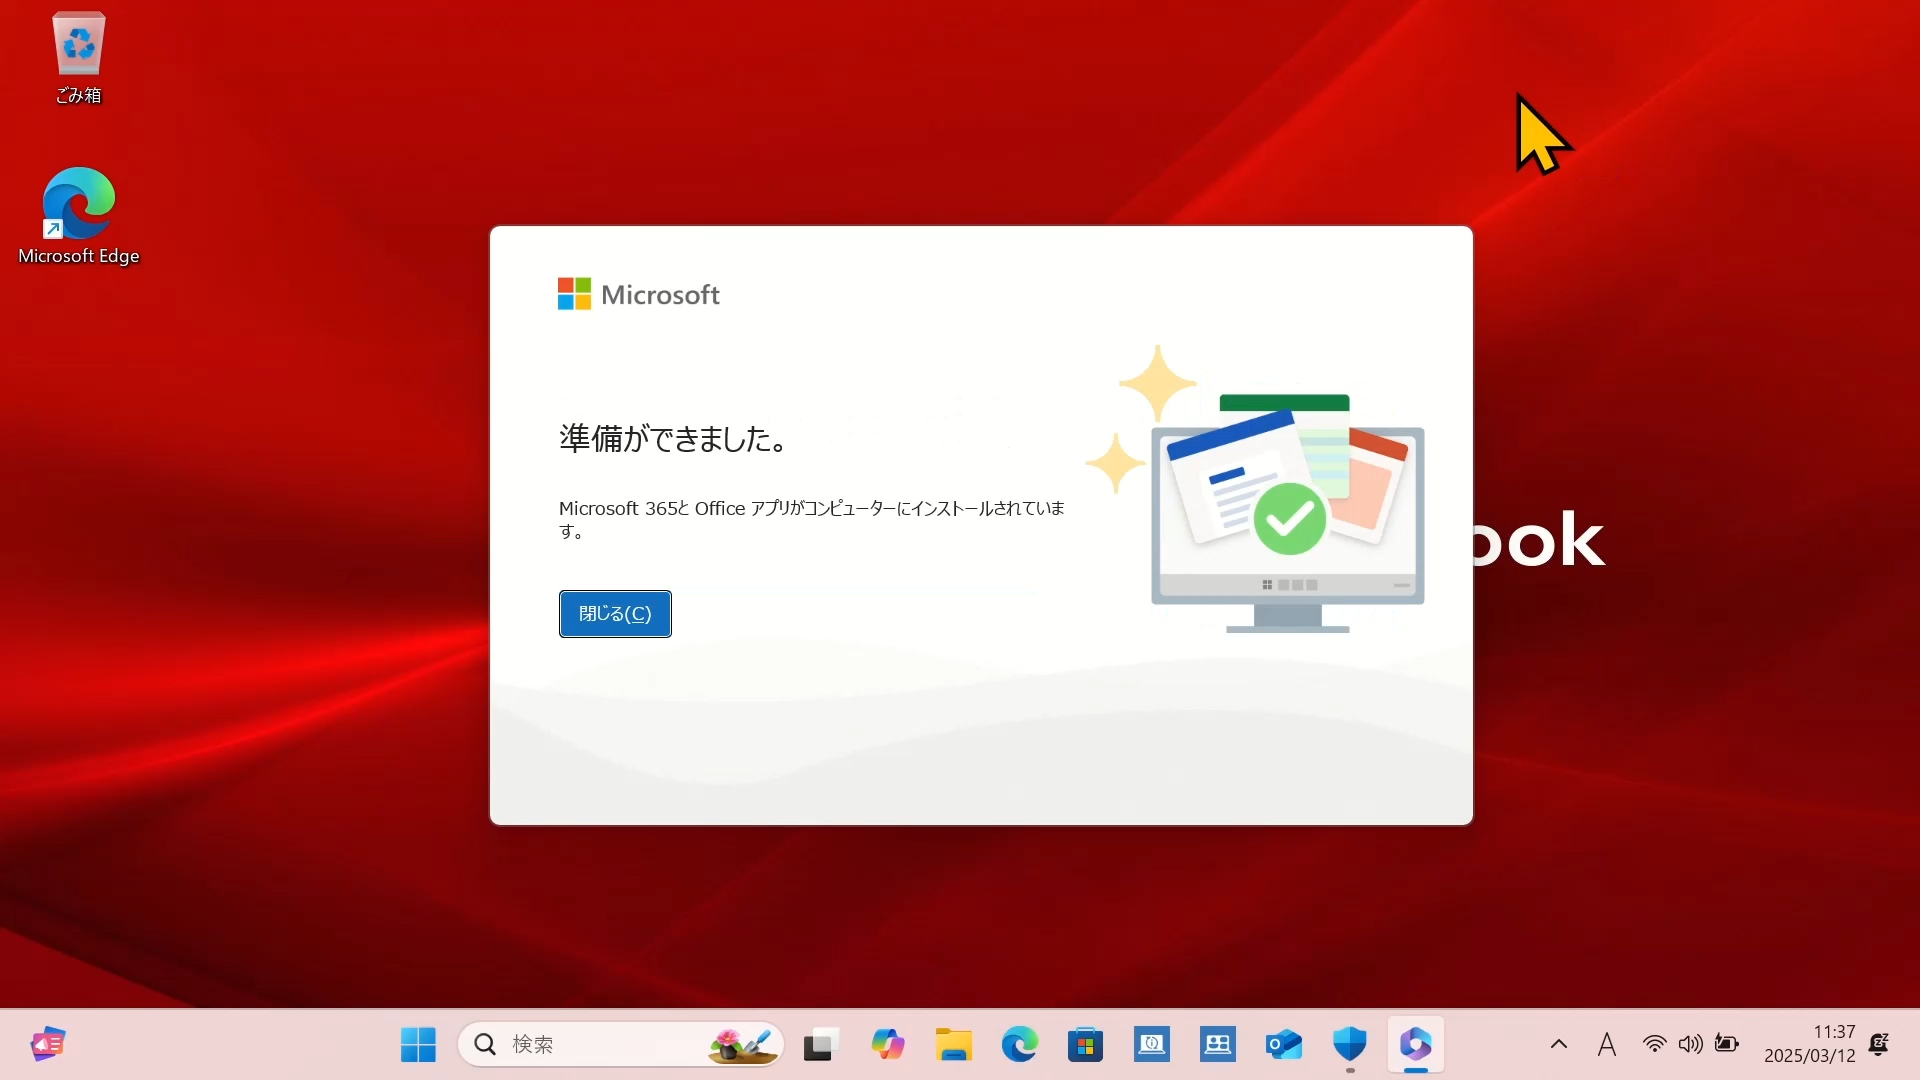 ごみ箱
Microsoft Edge
Microsoft
準備ができました。
Microsoft 365と Office アプリがコンピューターにインストールされていま
す。
閉じる(C)
ook
検索
A
11:37
2025/03/12